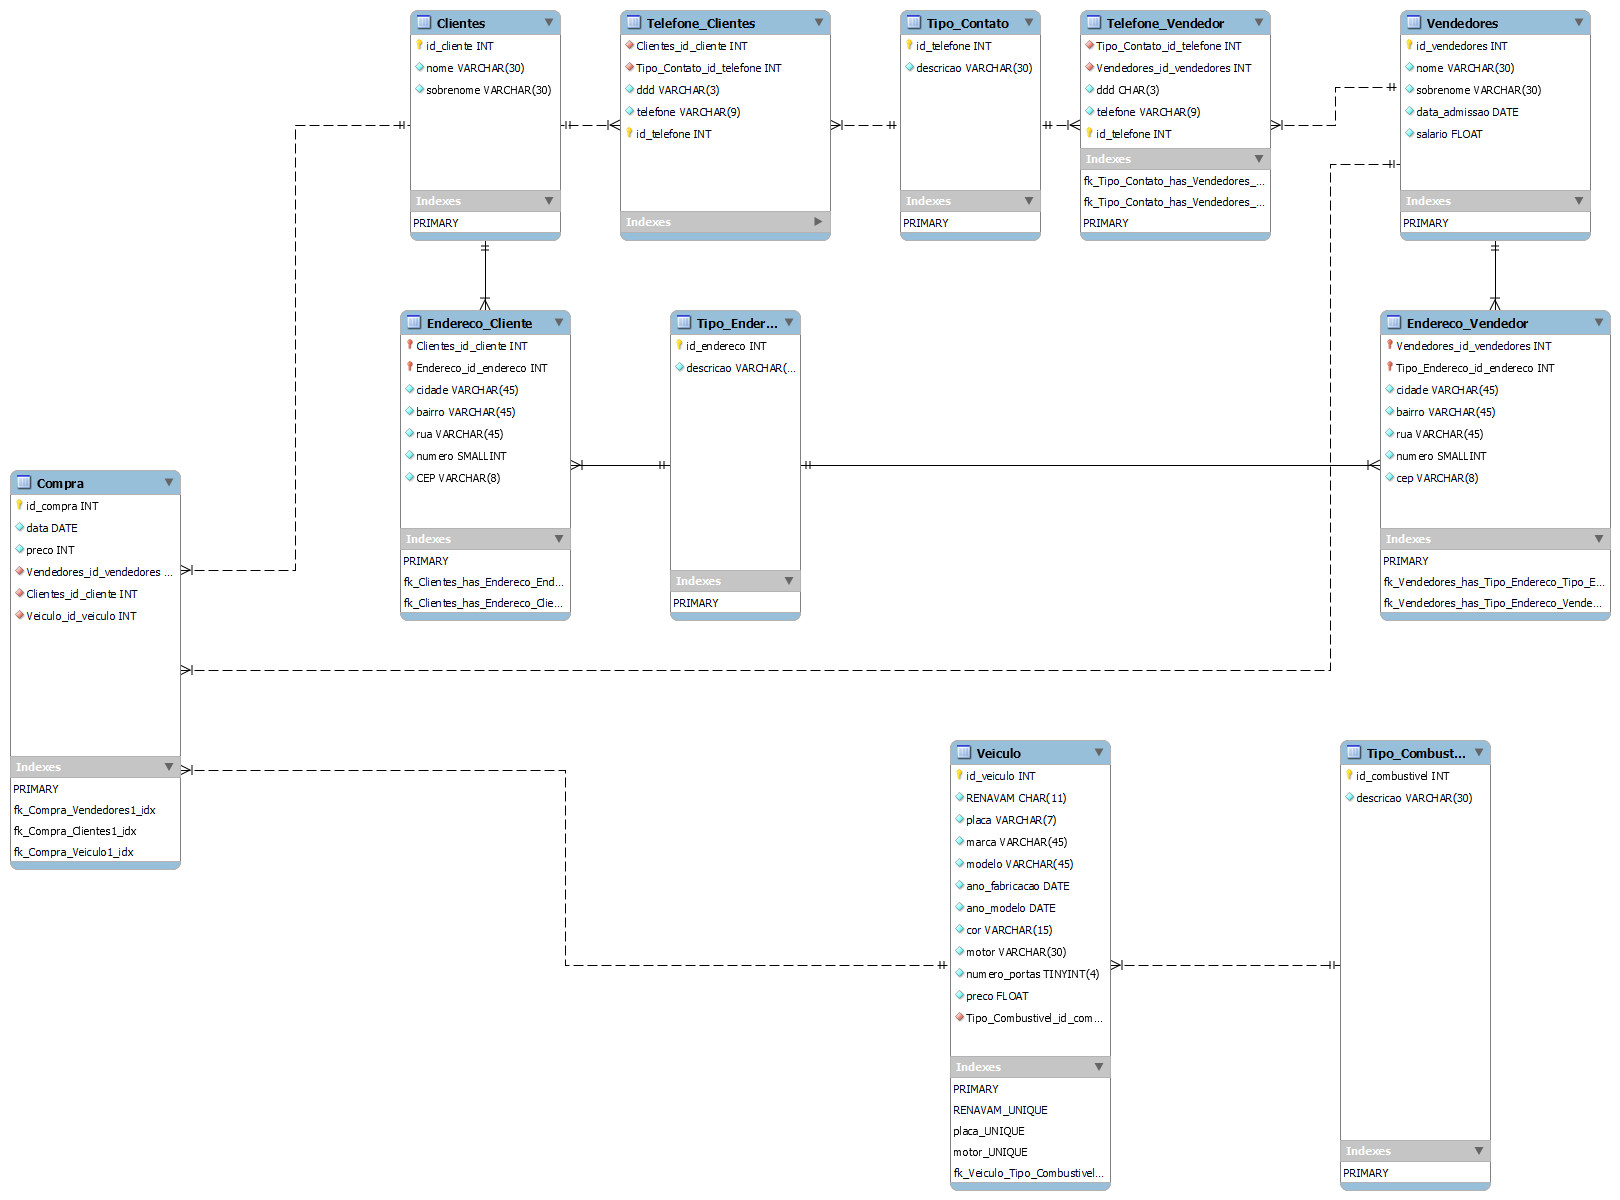 Clientes
id_cliente INT
nome VARCHAR(30)
sobrenome VARCHAR(30)
Indexes
PRIMARY
Telefone_Clientes
Clientes_id_cliente INT
Tipo_Contato_id_telefone INT
ddd VARCHAR(3)
telefone VARCHAR(9)
id_telefone INT
Indexes
Tipo_Contato
id_telefone INT
descricao VARCHAR(30)
Indexes
PRIMARY
Telefone_Vendedor
Tipo_Contato_id_telefone INT
Vendedores_id_vendedores INT
ddd CHAR(3)
telefone VARCHAR(9)
id_telefone INT
Indexes
fk_Tipo_Contato_has_Vendedores_...
fk_Tipo_Contato_has_Vendedores_...
PRIMARY
Vendedores
id_vendedores INT
nome VARCHAR(30)
sobrenome VARCHAR(30)
data_admissao DATE
salario FLOAT
Indexes
PRIMARY
Endereco_Cliente
Clientes_id_cliente INT
Endereco_id_endereco INT
cidade VARCHAR(45)
bairro VARCHAR(45)
rua VARCHAR(45)
numero SMALLINT
CEP VARCHAR(8)
Indexes
PRIMARY
fk_Clientes_has_Endereco_End...
fk_Clientes_has_Endereco_Clie...
Tipo_Ender...
id_endereco INT
descricao VARCHAR(...
Indexes
PRIMARY
Endereco_Vendedor
Vendedores_id_vendedores INT
Tipo_Endereco_id_endereco INT
cidade VARCHAR(45)
bairro VARCHAR(45)
rua VARCHAR(45)
numero SMALLINT
cep VARCHAR(8)
Indexes
PRIMARY
fk_Vendedores_has_Tipo_Endereco_Tipo_E...
fk_Vendedores_has_Tipo_Endereco_Vende...
Compra
id_compra INT
data DATE
preco INT
Vendedores_id_vendedores ...
Clientes_id_cliente INT
Veiculo_id_veiculo INT
Indexes
PRIMARY
fk_Compra_Vendedores1_idx
fk_Compra_Clientes1_idx
fk_Compra_Veiculo1_idx
Veiculo
id_veiculo INT
RENAVAM CHAR(11)
placa VARCHAR(7)
marca VARCHAR(45)
modelo VARCHAR(45)
ano_fabricacao DATE
ano_modelo DATE
cor VARCHAR(15)
motor VARCHAR(30)
numero_portas TINYINT(4)
preco FLOAT
Tipo_Combustivel_id_com...
Indexes
PRIMARY
RENAVAM_UNIQUE
placa_UNIQUE
motor_UNIQUE
fk_Veiculo_Tipo_Combustivel...
Tipo_Combust...
id_combustivel INT
descricao VARCHAR(30)
Indexes
PRIMARY